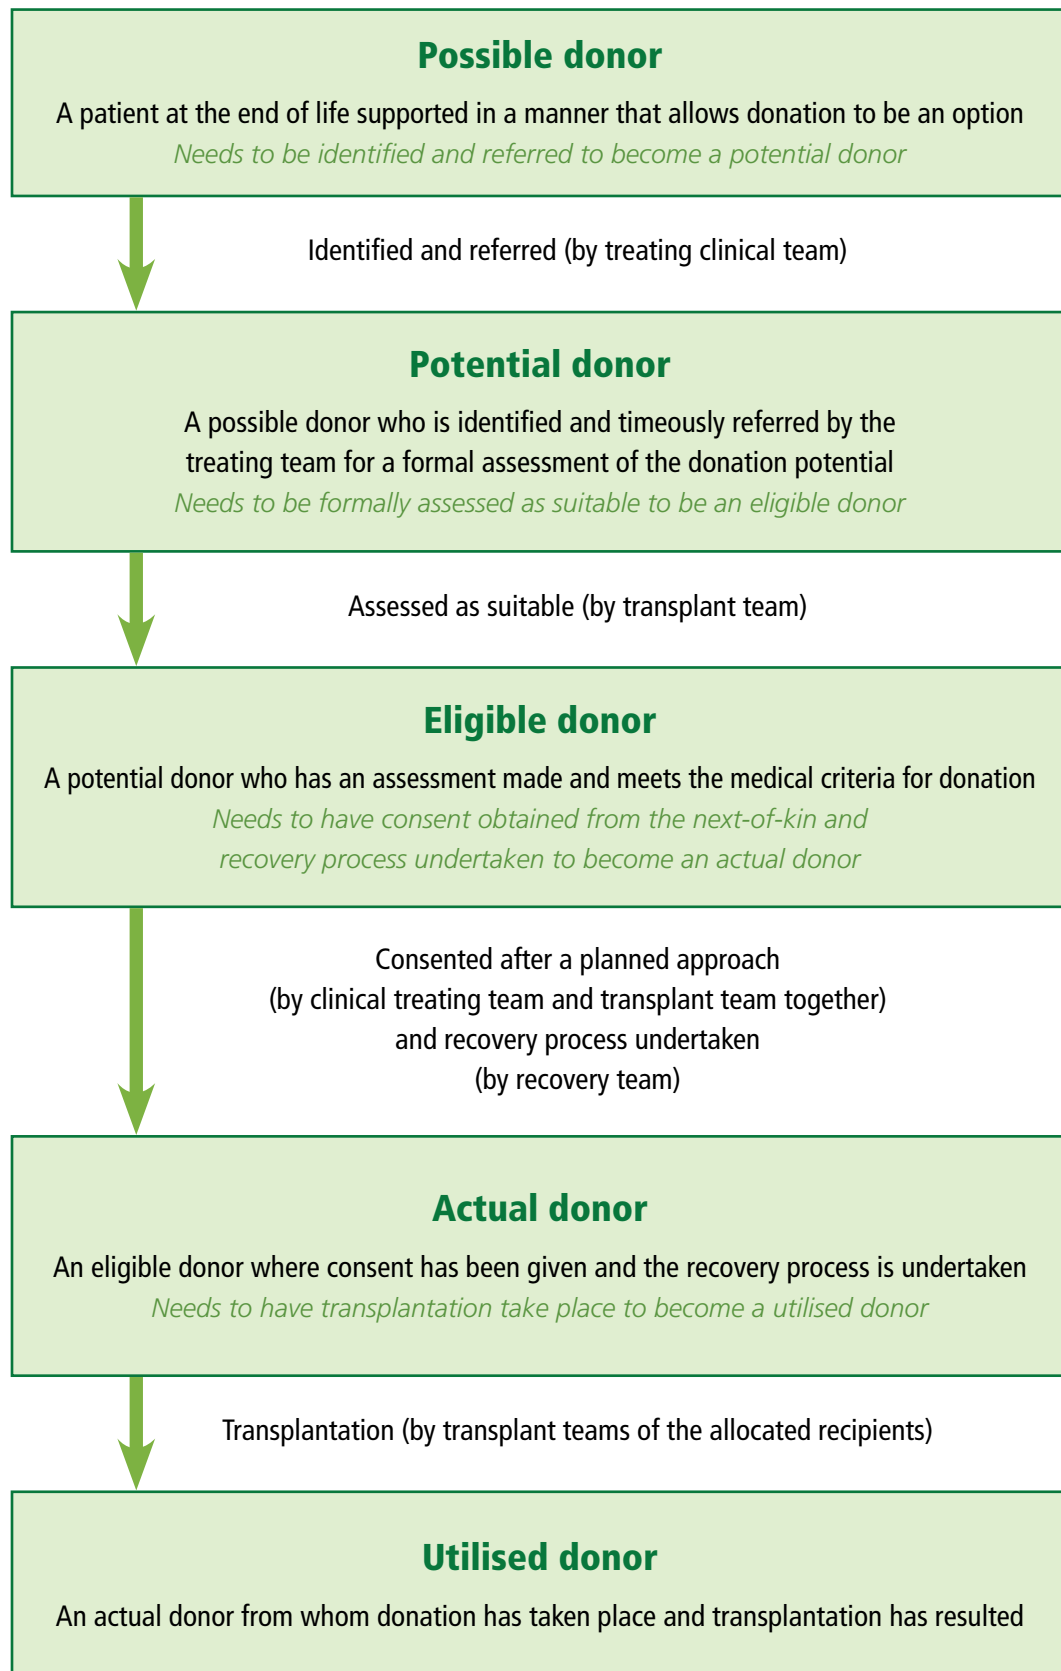 Possible donor
A patient at the end of life supported in a manner that allows donation to be an option
Needs to be identified and referred to become a potential donor
Identified and referred (by treating clinical team)
Potential donor
A possible donor who is identified and timeously referred by the
treating team for a formal assessment of the donation potential
Needs to be formally assessed as suitable to be an eligible donor
Assessed as suitable (by transplant team)
Eligible donor
A potential donor who has an assessment made and meets the medical criteria for donation
Needs to have consent obtained from the next-of-kin and
recovery process undertaken to become an actual donor
Consented after a planned approach
(by clinical treating team and transplant team together)
and recovery process undertaken
(by recovery team)
Actual donor
An eligible donor where consent has been given and the recovery process is undertaken
Needs to have transplantation take place to become a utilised donor
Transplantation (by transplant teams of the allocated recipients)
Utilised donor
An actual donor from whom donation has taken place and transplantation has resulted